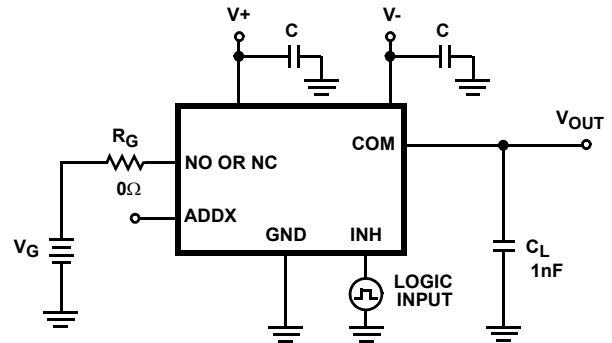 V+
C
V-
C
RG
0Ω
NO OR NC
COM
VOUT
ADDX
VG
GND
INH
LOGIC
INPUT
CL
1nF